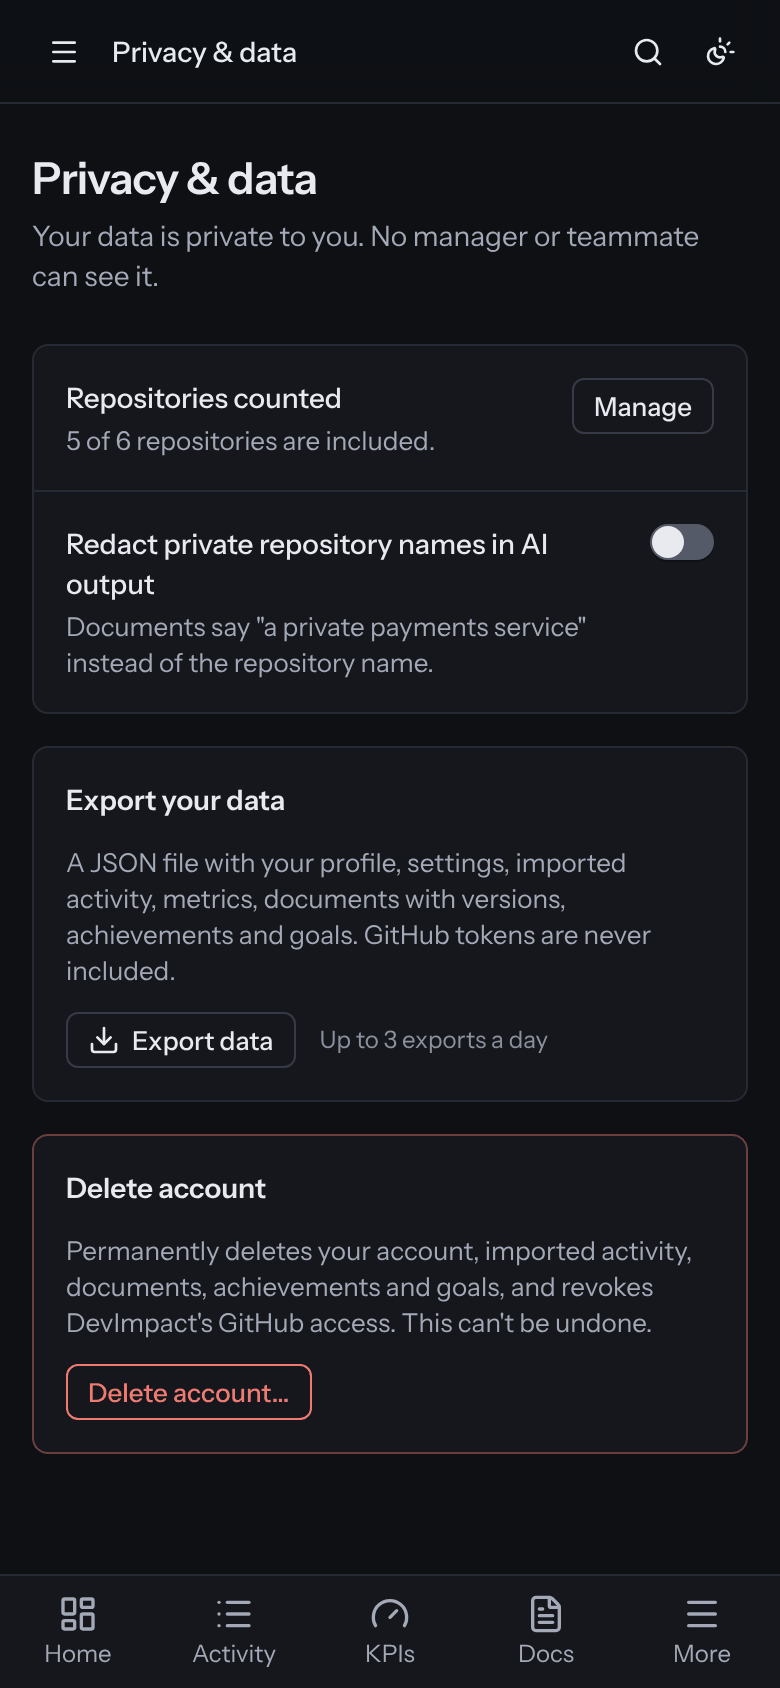 Privacy & data
Privacy & data
Your data is private to you. No manager or teammate
can see it.
Repositories counted
Manage
5 of 6 repositories are included.
Redact private repository names in AI
output
Documents say "a private payments service"
instead of the repository name.
Export your data
A JSON file with your profile, settings, imported
activity, metrics, documents with versions,
achievements and goals. GitHub tokens are never
included.
Export data
Up to 3 exports a day
Delete account
Permanently deletes your account, imported activity,
documents, achievements and goals, and revokes
DevImpact's GitHub access. This can't be undone.
Delete account...
Home
Activity
KPIs
Docs
More